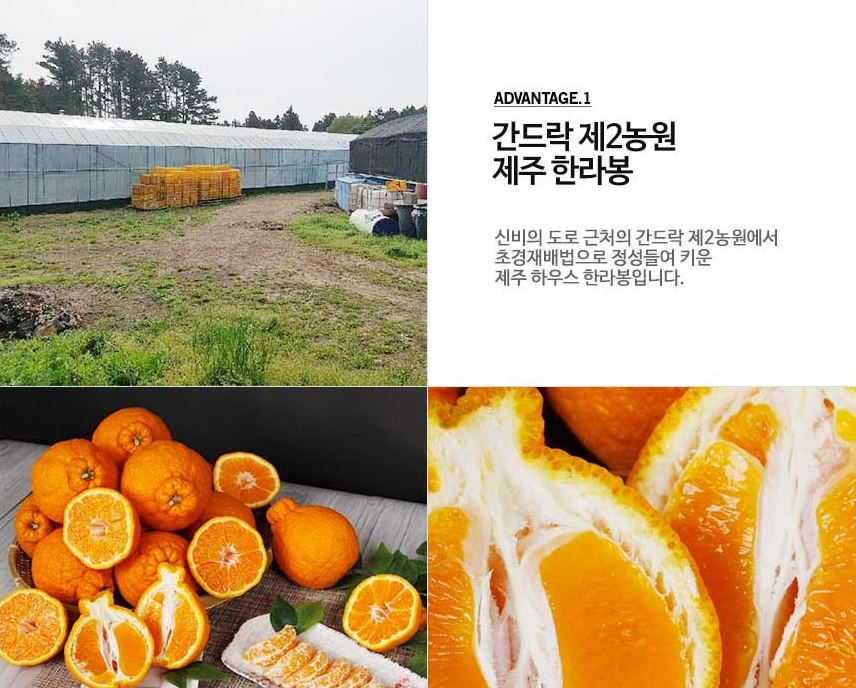 ADVANTAGE.1
간드락 제2농원
제주 한라봉
신비의 도로 근처의 간드락 제2농원에서
초경재배법으로 정성들여 키운
제주 하우스 한라봉입니다.